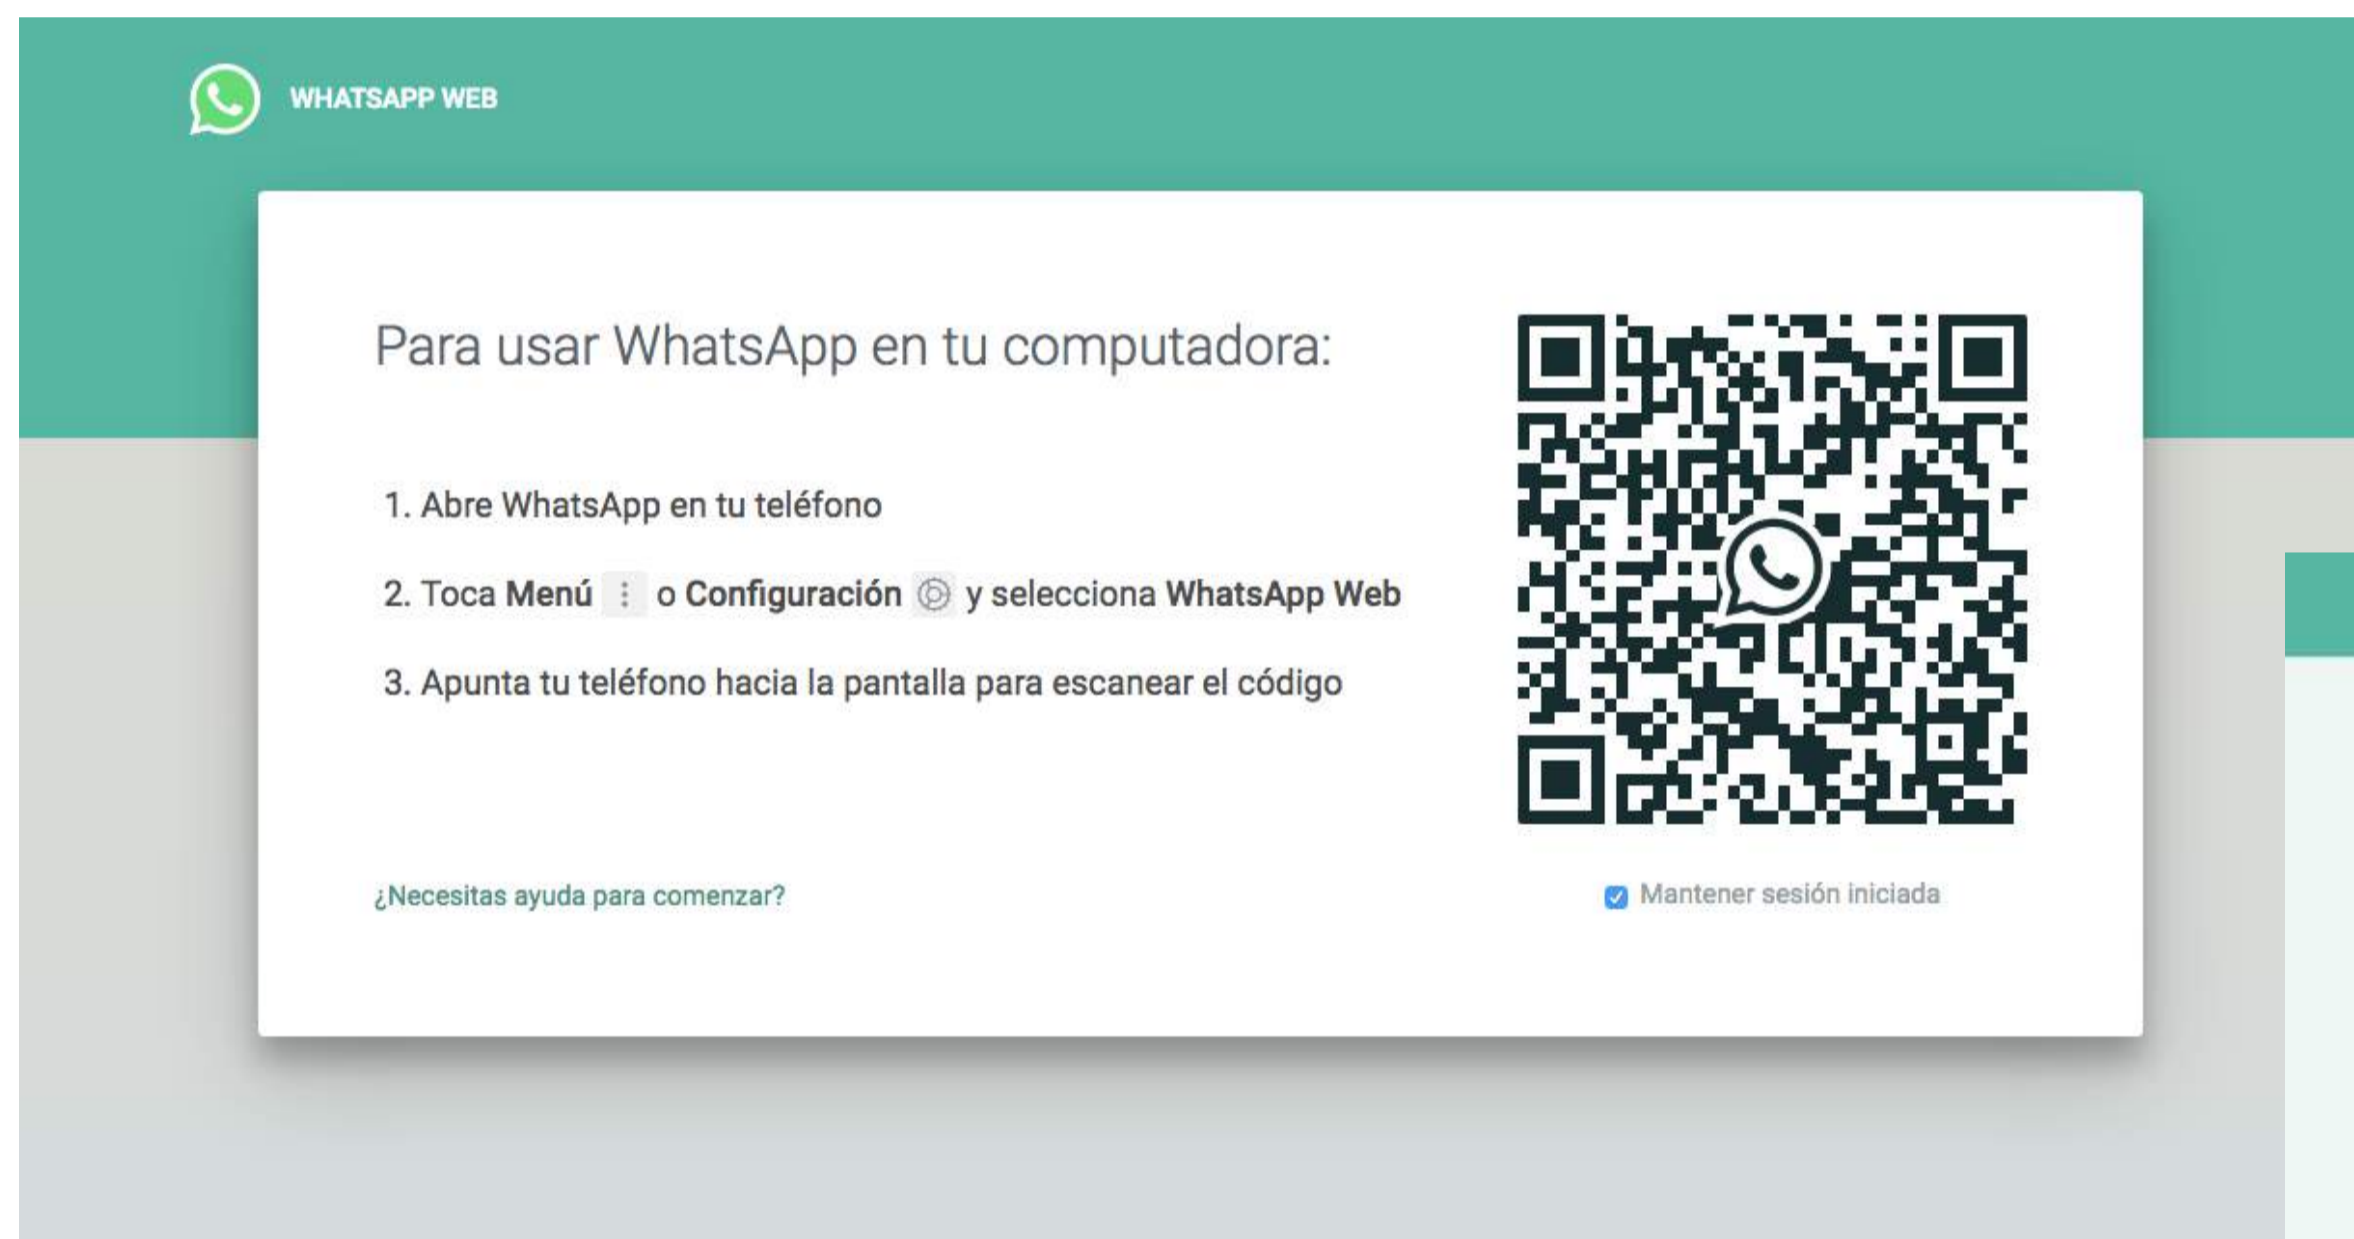 WHATSAPP WEB
Para usar WhatsApp en tu computadora:
1. Abre WhatsApp en tu teléfono
2. Toca Menú o Configuración y selecciona WhatsApp Web
3. Apunta tu teléfono hacia la pantalla para escanear el código
¿Necesitas ayuda para comenzar?
Mantener sesión iniciada